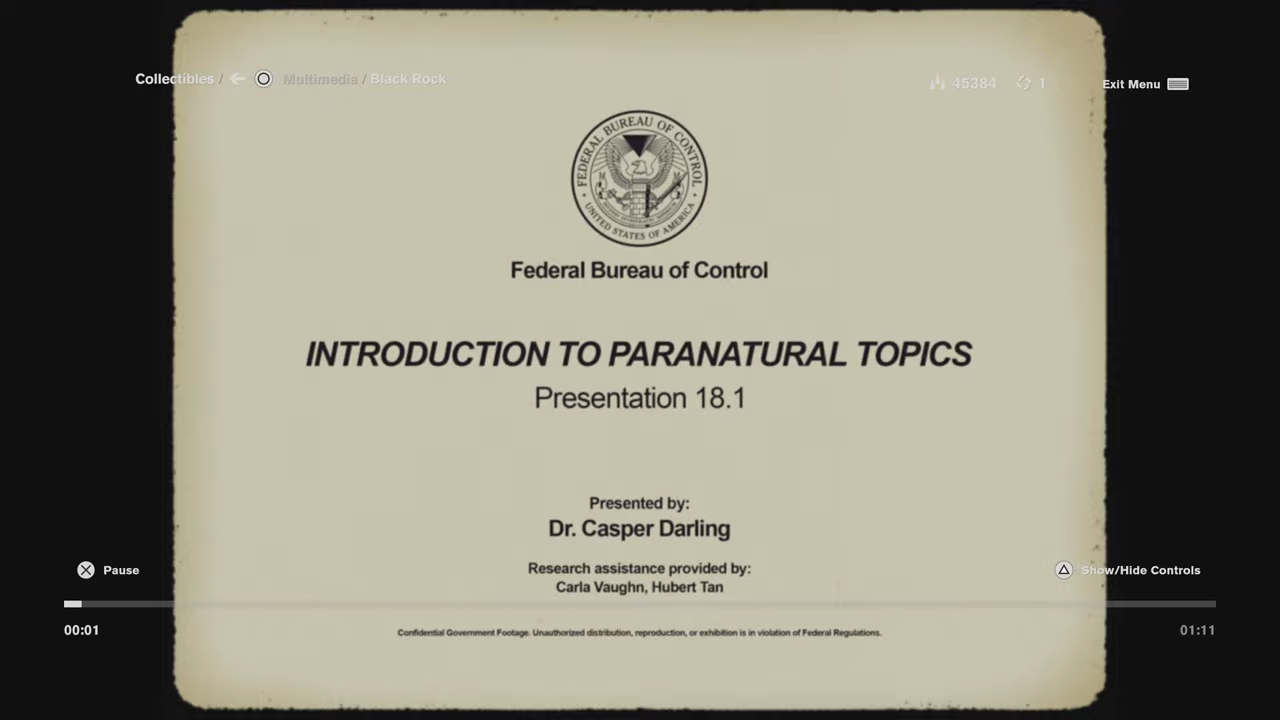 Collectibles / Multimedia / Black Rock
45384
1
Exit Menu
FEDERAL BUREAU OF CONTROL
UNITED STATES OF AMERICA
Federal Bureau of Control
INTRODUCTION TO PARANATURAL TOPICS
Presentation 18.1
Presented by:
Dr. Casper Darling
Research assistance provided by:
Carla Vaughn, Hubert Tan
Pause
Show/Hide Controls
00:01
01:11
Confidential Government Footage. Unauthorized distribution, reproduction, or exhibition is in violation of Federal Regulations.